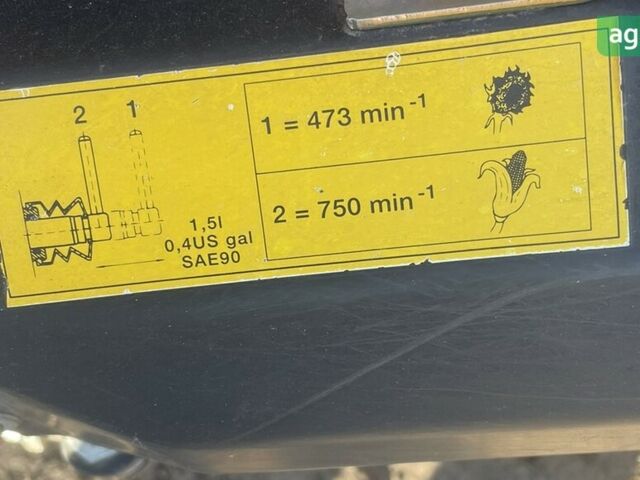 ag
2 1
1 = 473 min-1
2 = 750 min-1
1,5l
0,4US gal
SAE90